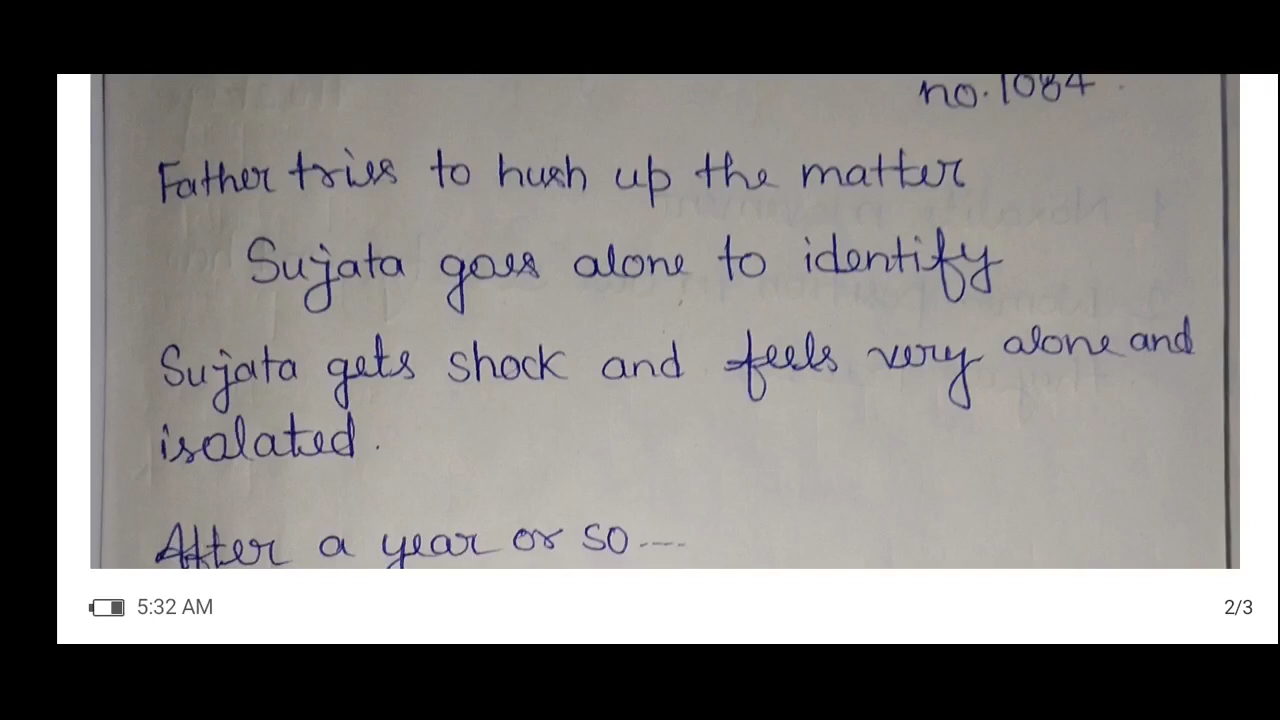 no. 1084
Father tries to hush up the matter
Sujata goes alone to identify
Sujata gets shock and feels very alone and
isolated.
After a year or so----
5:32 AM
2/3